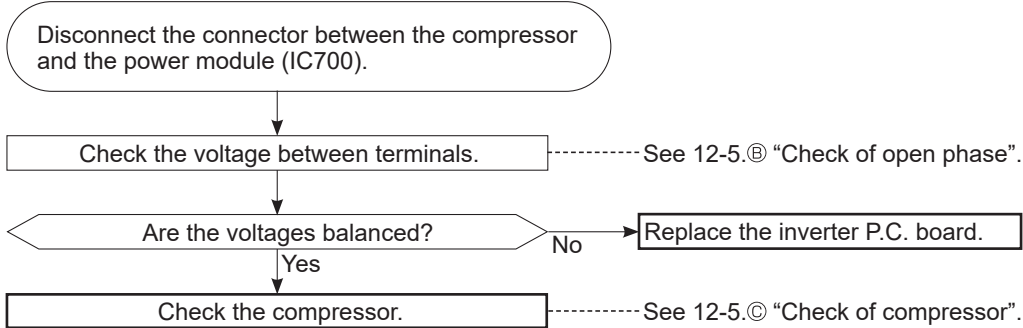 Disconnect the connector between the compressor
and the power module (IC700).
Check the voltage between terminals.
See 12-5.Ⓑ “Check of open phase”.
Are the voltages balanced?
No
Replace the inverter P.C. board.
Yes
Check the compressor.
See 12-5.Ⓒ “Check of compressor”.